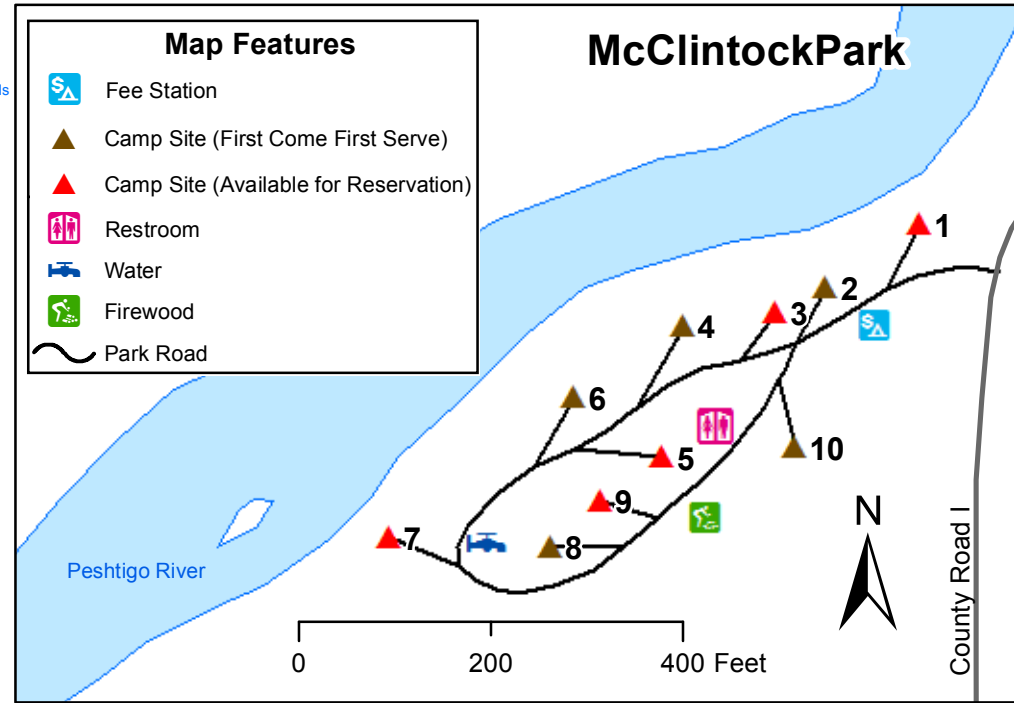 Map Features
Fee Station
Camp Site (First Come First Serve)
Camp Site (Available for Reservation)
Restroom
Water
Firewood
Park Road
McClintockPark
ls
1
2
3
4
6
5
10
9
8
7
N
Peshtigo River
County Road I
0 200 400 Feet